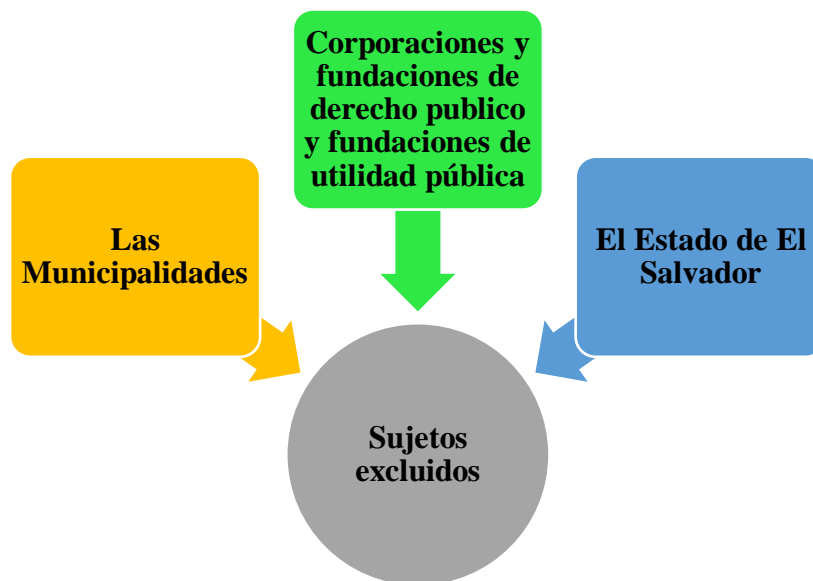 Corporaciones y
fundaciones de
derecho publico
y fundaciones de
utilidad pública
Las
Municipalidades
El Estado de El
Salvador
Sujetos
excluidos